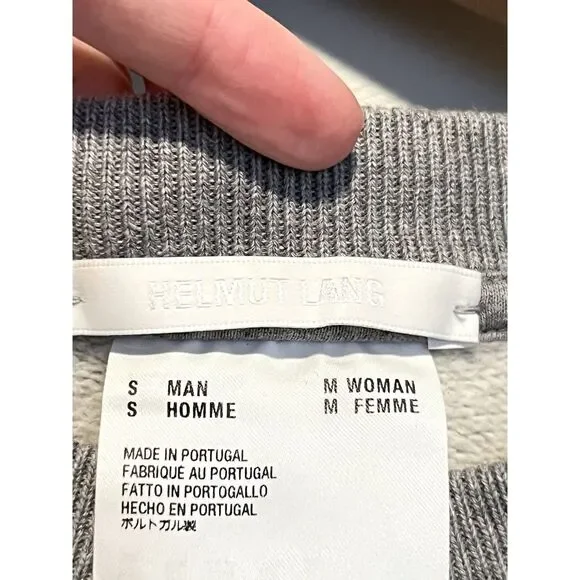 HELMUT LANG
S MAN M WOMAN
S HOMME M FEMME
MADE IN PORTUGAL
FABRIQUÉ AU PORTUGAL
FATTO IN PORTOGALLO
HECHO EN PORTUGAL
ポルトガル製